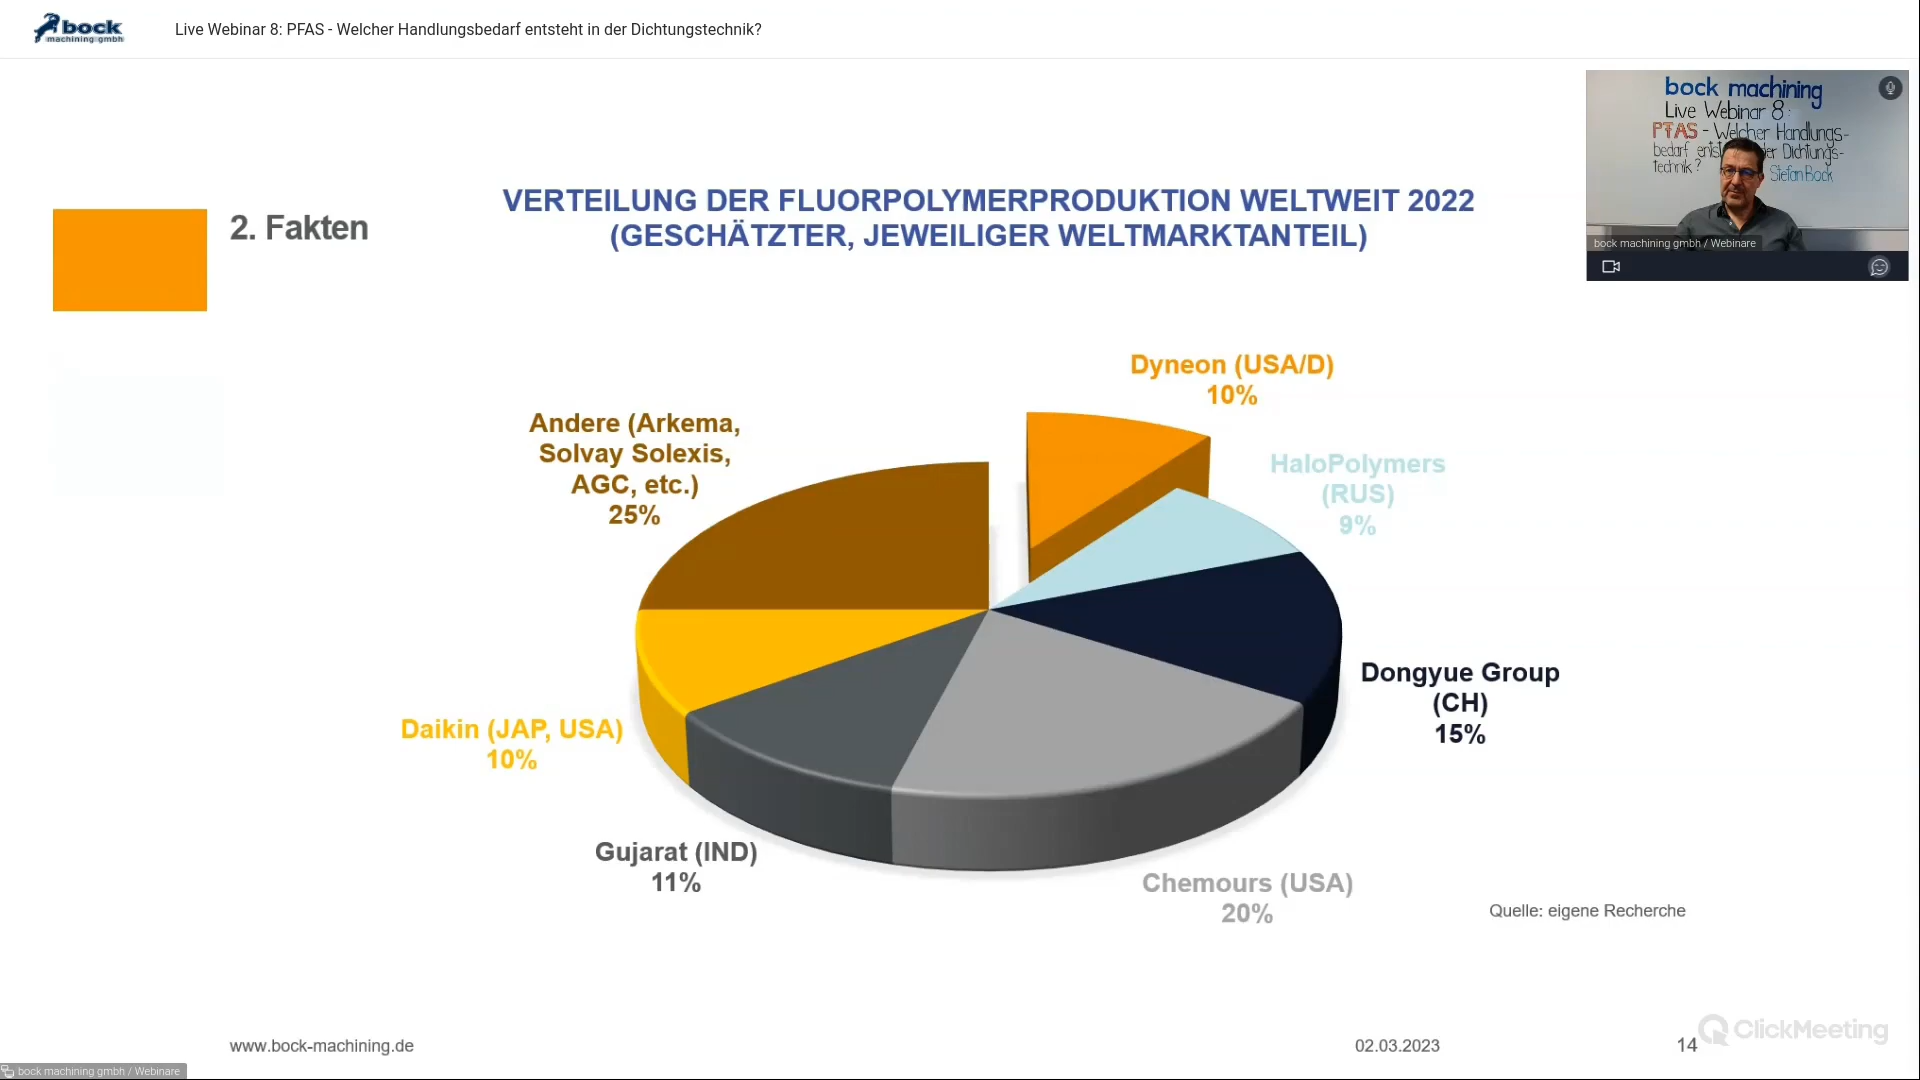 bock
machining gmbh
Live Webinar 8: PFAS - Welcher Handlungsbedarf entsteht in der Dichtungstechnik?
bock machining
Live Webinar 8:
PFAS - Welcher Handlungs-
bedarf der Dichtungs-
technik?
Stefan Bock
bock machining gmbh / Webinare
2. Fakten
VERTEILUNG DER FLUORPOLYMERPRODUKTION WELTWEIT 2022
(GESCHÄTZTER, JEWEILIGER WELTMARKTANTEIL)
Dyneon (USA/D)
10%
HaloPolymers
(RUS)
9%
Dongyue Group
(CH)
15%
Chemours (USA)
20%
Gujarat (IND)
11%
Daikin (JAP, USA)
10%
Andere (Arkema,
Solvay Solexis,
AGC, etc.)
25%
Quelle: eigene Recherche
www.bock-machining.de
02.03.2023
14
ClickMeeting
bock machining gmbh / Webinare